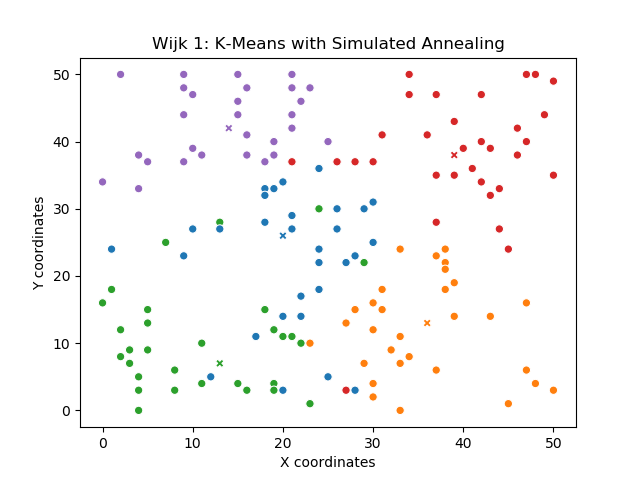 Wijk 1: K-Means with Simulated Annealing
50
40
30
20
10
0
Y coordinates
0 10 20 30 40 50
X coordinates